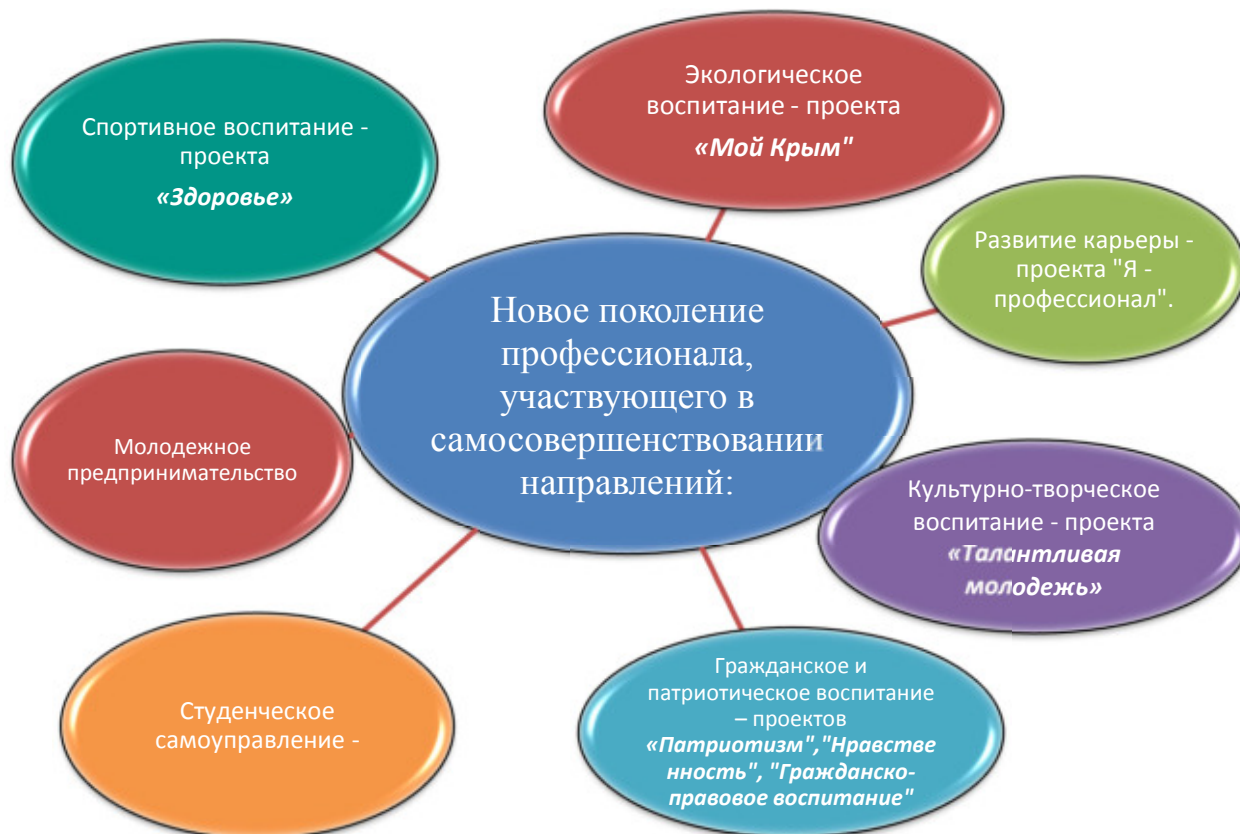 Спортивное воспитание -
проекта
«Здоровье»
Экологическое
воспитание - проекта
«Мой Крым"
Развитие карьеры -
проекта "Я -
профессионал".
Новое поколение
профессионала,
участвующего в
самосовершенствовании
направлений:
Молодежное
предпринимательство
Культурно-творческое
воспитание - проекта
«Талантливая
молодежь»
Студенческое
самоуправление -
Гражданское и
патриотическое воспитание
– проектов
«Патриотизм","Нравстве
нность", "Гражданско-
правовое воспитание"